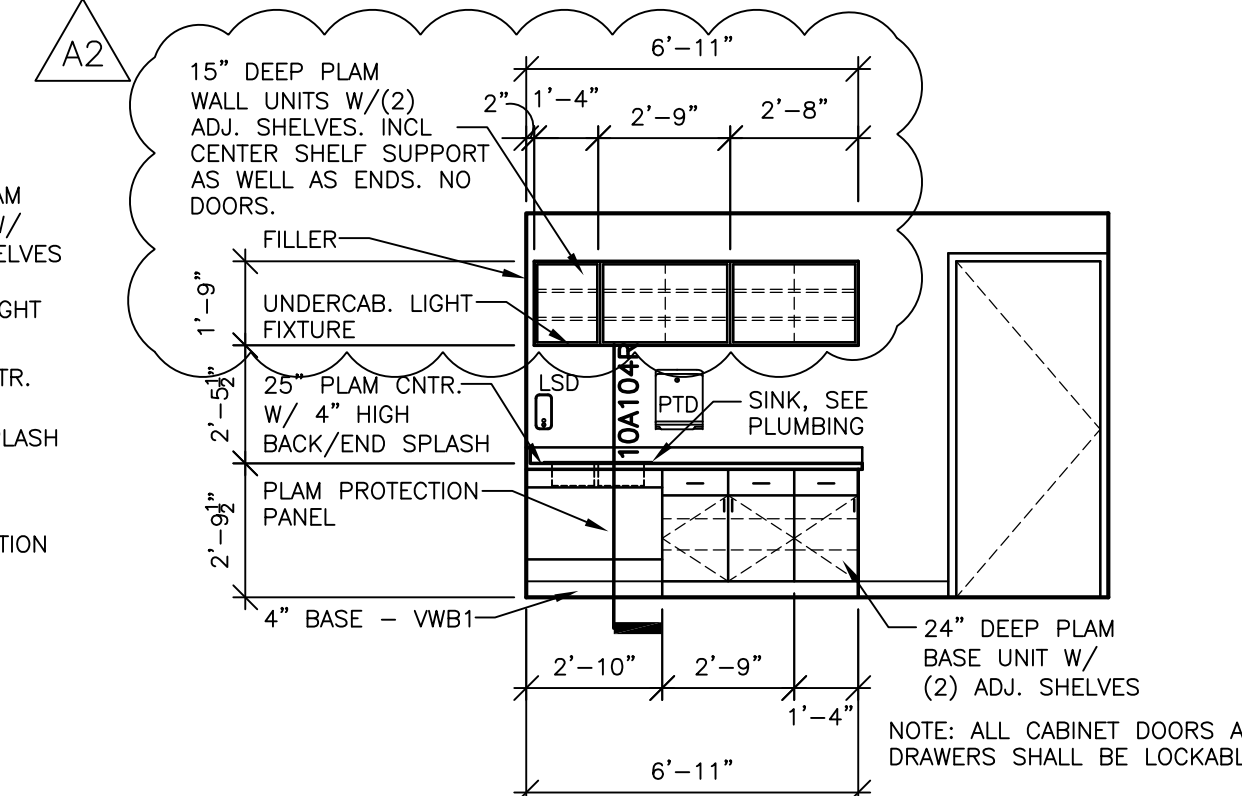 A2
15" DEEP PLAM
WALL UNITS W/(2)
ADJ. SHELVES. INCL
CENTER SHELF SUPPORT
AS WELL AS ENDS. NO
DOORS.
6'-11"
2"
1'-4"
2'-9"
2'-8"
W/
GHT
TR.
FILLER
UNDERCAB. LIGHT
FIXTURE
1'-9"
2'-5½"
2'-9½"
25" PLAM CNTR.
W/ 4" HIGH
BACK/END SPLASH
PLAM PROTECTION
PANEL
4" BASE - VWB1
LSD
10A104R
PTD
SINK, SEE
PLUMBING
24" DEEP PLAM
BASE UNIT W/
(2) ADJ. SHELVES
2'-10"
2'-9"
1'-4"
6'-11"
NOTE: ALL CABINET DOORS A
DRAWERS SHALL BE LOCKABL